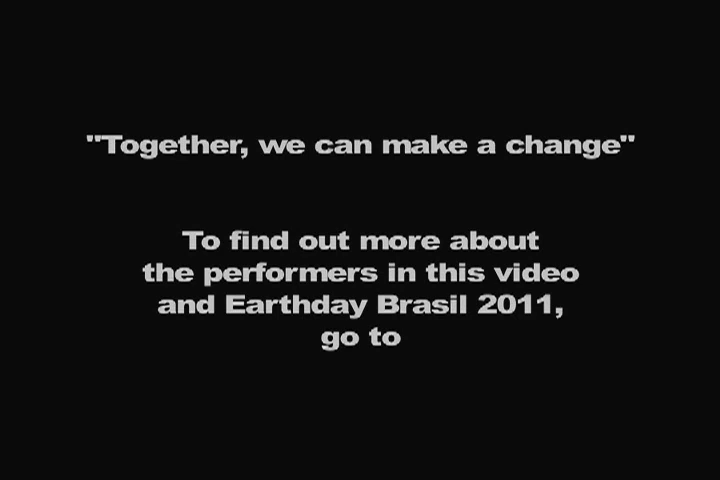 "Together, we can make a change"
To find out more about
the performers in this video
and Earthday Brasil 2011,
go to